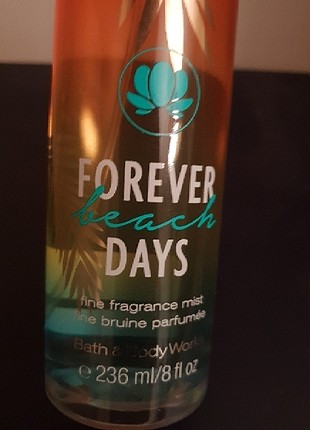 FOREVER
beach
DAYS
fine fragrance mist
fine bruine parfumée
Bath & Body Works
e 236 ml/8 fl oz